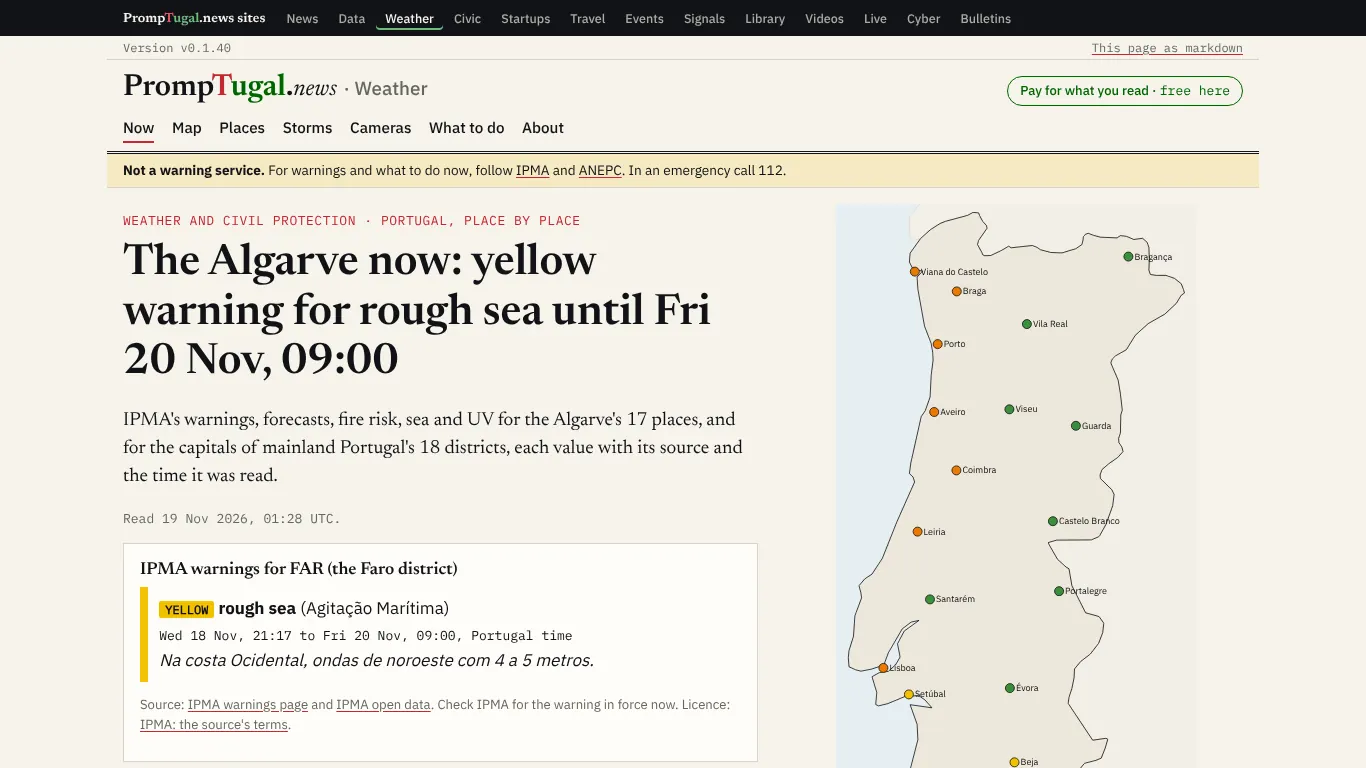 PrompTugal.news sites News Data Weather Civic Startups Travel Events Signals Library Videos Live Cyber Bulletins
Version v0.1.40 This page as markdown
PrompTugal.news · Weather
Pay for what you read · free here
Now Map Places Storms Cameras What to do About
Not a warning service. For warnings and what to do now, follow IPMA and ANEPC. In an emergency call 112.
WEATHER AND CIVIL PROTECTION · PORTUGAL, PLACE BY PLACE
The Algarve now: yellow
warning for rough sea until Fri
20 Nov, 09:00
IPMA's warnings, forecasts, fire risk, sea and UV for the Algarve's 17 places, and
for the capitals of mainland Portugal's 18 districts, each value with its source and
the time it was read.
Read 19 Nov 2026, 01:28 UTC.
IPMA warnings for FAR (the Faro district)
YELLOW rough sea (Agitação Marítima)
Wed 18 Nov, 21:17 to Fri 20 Nov, 09:00, Portugal time
Na costa Ocidental, ondas de noroeste com 4 a 5 metros.
Source: IPMA warnings page and IPMA open data. Check IPMA for the warning in force now. Licence:
IPMA: the source's terms.
Bragança
Viana do Castelo
Braga
Vila Real
Porto
Viseu
Aveiro
Guarda
Coimbra
Castelo Branco
Leiria
Portalegre
Santarém
Lisboa
Évora
Setúbal
Beja